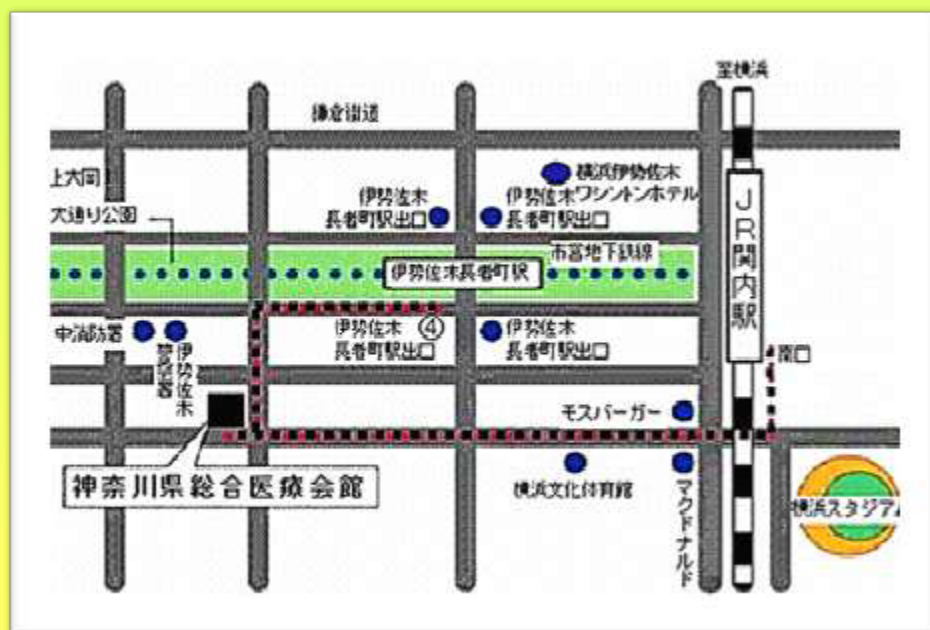 至横浜
鎌倉街道
上大岡
横浜伊勢佐木
ワシントンホテル
伊勢佐木
長者町駅出口
伊勢佐木
長者町駅出口
大通り公園
市営地下鉄線
伊勢佐木長者町駅
JR関内駅
中消防署
伊勢佐木
警察署
伊勢佐木
長者町駅出口
④
伊勢佐木
長者町駅出口
南口
モスバーガー
神奈川県総合医療会館
横浜文化体育館
マクドナルド
横浜スタジアム